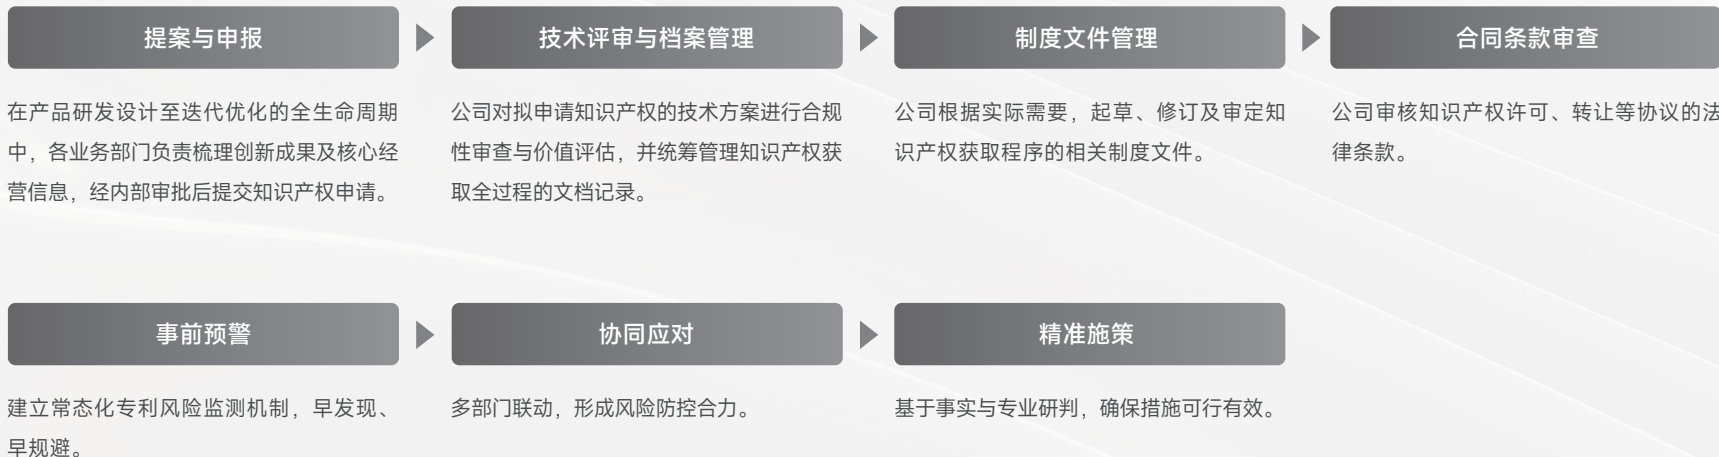 提案与申报
在产品研发设计至迭代优化的全生命周期
中，各业务部门负责梳理创新成果及核心经
营信息，经内部审批后提交知识产权申请。
技术评审与档案管理
公司对拟申请知识产权的技术方案进行合规
性审查与价值评估，并统筹管理知识产权获
取全过程的文档记录。
制度文件管理
公司根据实际需要，起草、修订及审定知
识产权获取程序的相关制度文件。
合同条款审查
公司审核知识产权许可、转让等协议的法
律条款。
事前预警
建立常态化专利风险监测机制，早发现、
早规避。
协同应对
多部门联动，形成风险防控合力。
精准施策
基于事实与专业研判，确保措施可行有效。